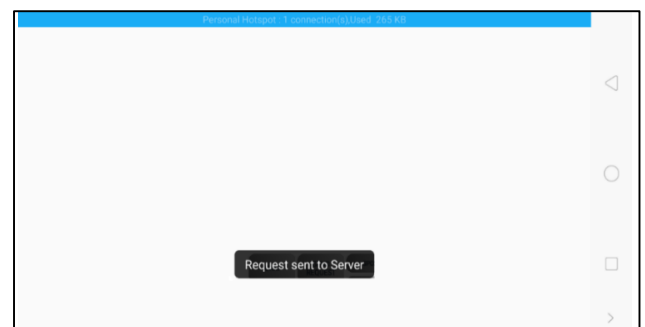 Personal Hotspot : 1 connection(s),Used 265 KB
Request sent to Server